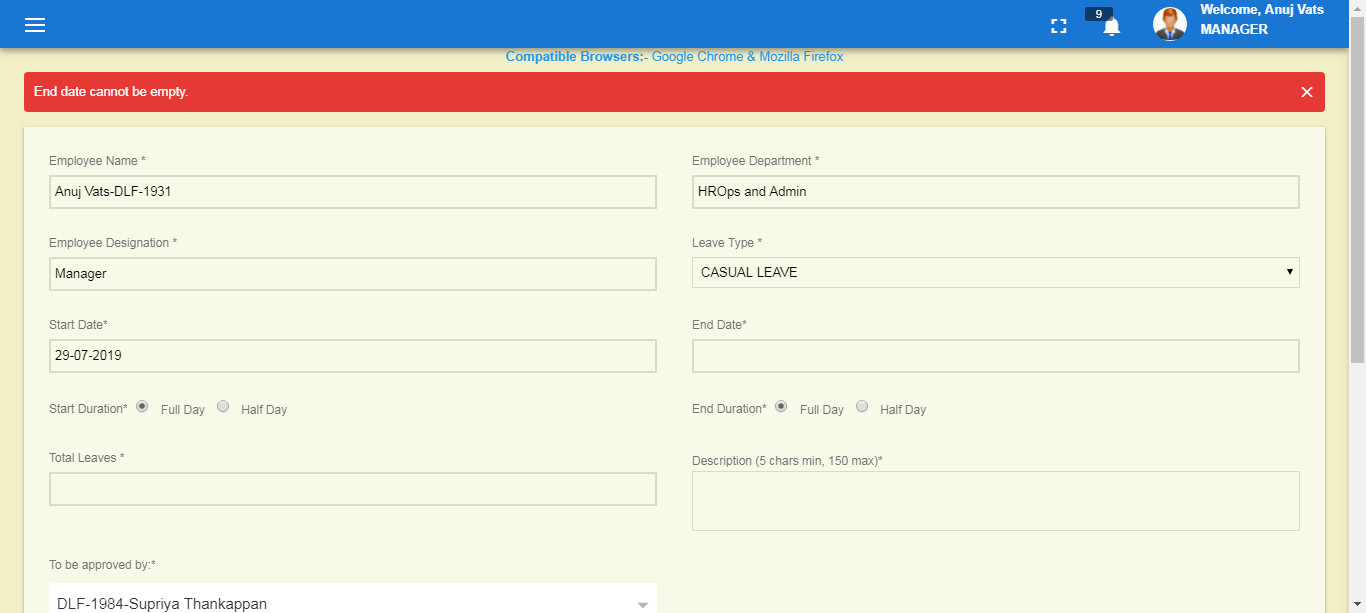 9
Welcome, Anuj Vats
MANAGER
Compatible Browsers:- Google Chrome & Mozilla Firefox
End date cannot be empty.
Employee Name *
Employee Department *
Anuj Vats-DLF-1931
HROps and Admin
Employee Designation *
Leave Type *
Manager
CASUAL LEAVE
Start Date*
End Date*
29-07-2019
Start Duration* Full Day Half Day
End Duration* Full Day Half Day
Total Leaves *
Description (5 chars min, 150 max)*
To be approved by:*
DLF-1984-Supriya Thankappan